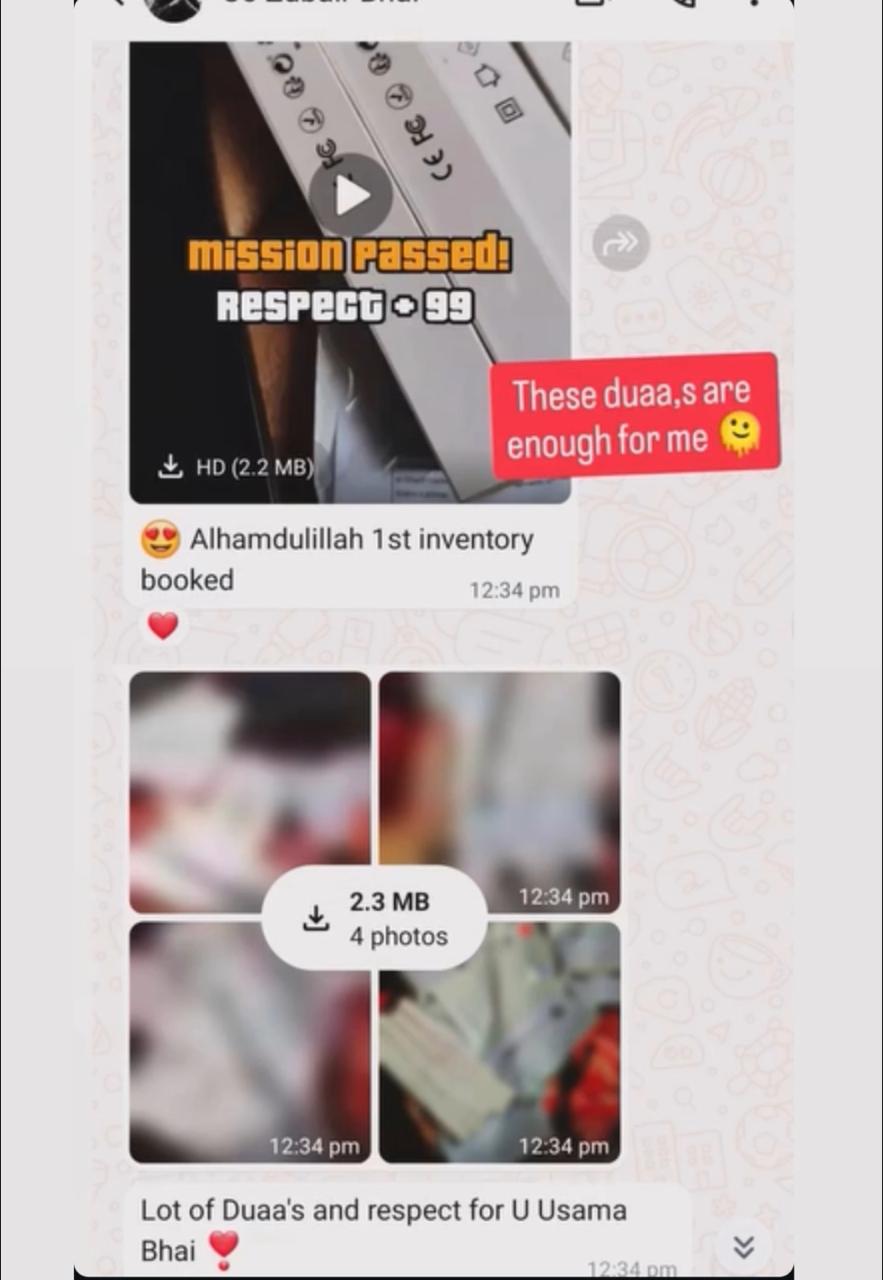 mission passed!
RESPECT + 99
These duaa,s are
enough for me 🫠
HD (2.2 MB)
😍 Alhamdulillah 1st inventory
booked
12:34 pm
❤️
2.3 MB
4 photos
12:34 pm
12:34 pm
12:34 pm
Lot of Duaa's and respect for U Usama
Bhai ❣️
12:34 pm